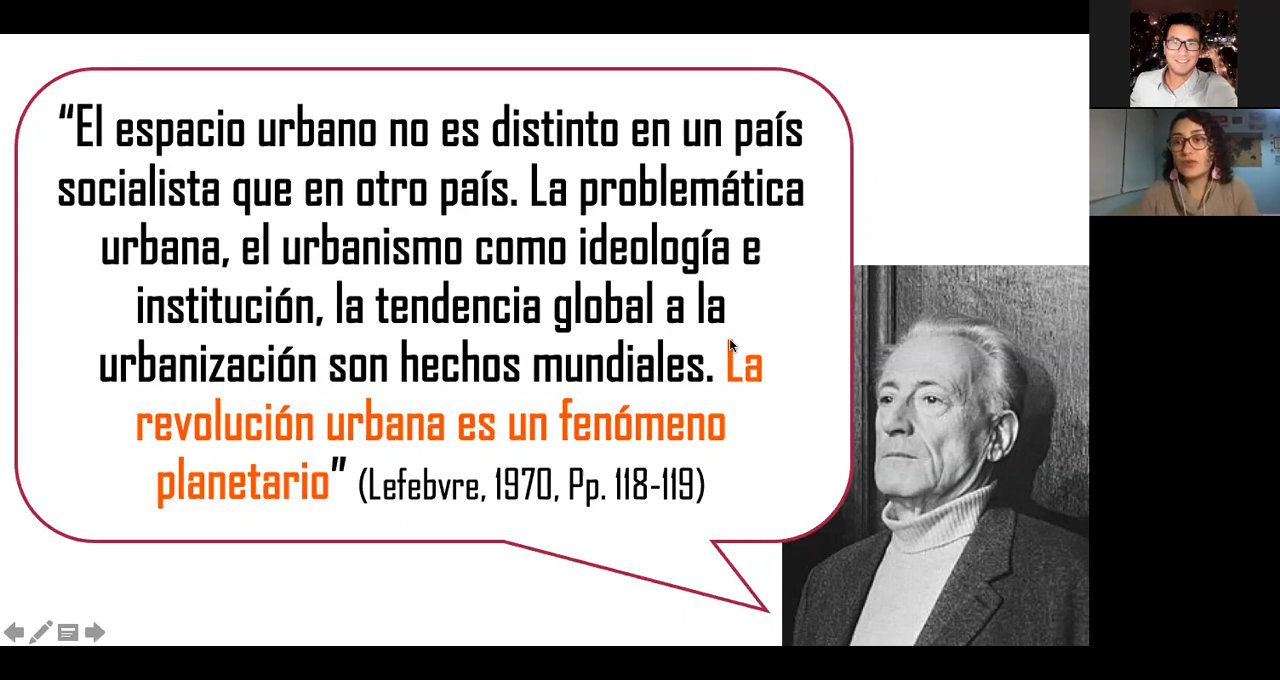 “El espacio urbano no es distinto en un país
socialista que en otro país. La problemática
urbana, el urbanismo como ideología e
institución, la tendencia global a la
urbanización son hechos mundiales. La
revolución urbana es un fenómeno
planetario” (Lefebvre, 1970, Pp. 118-119)